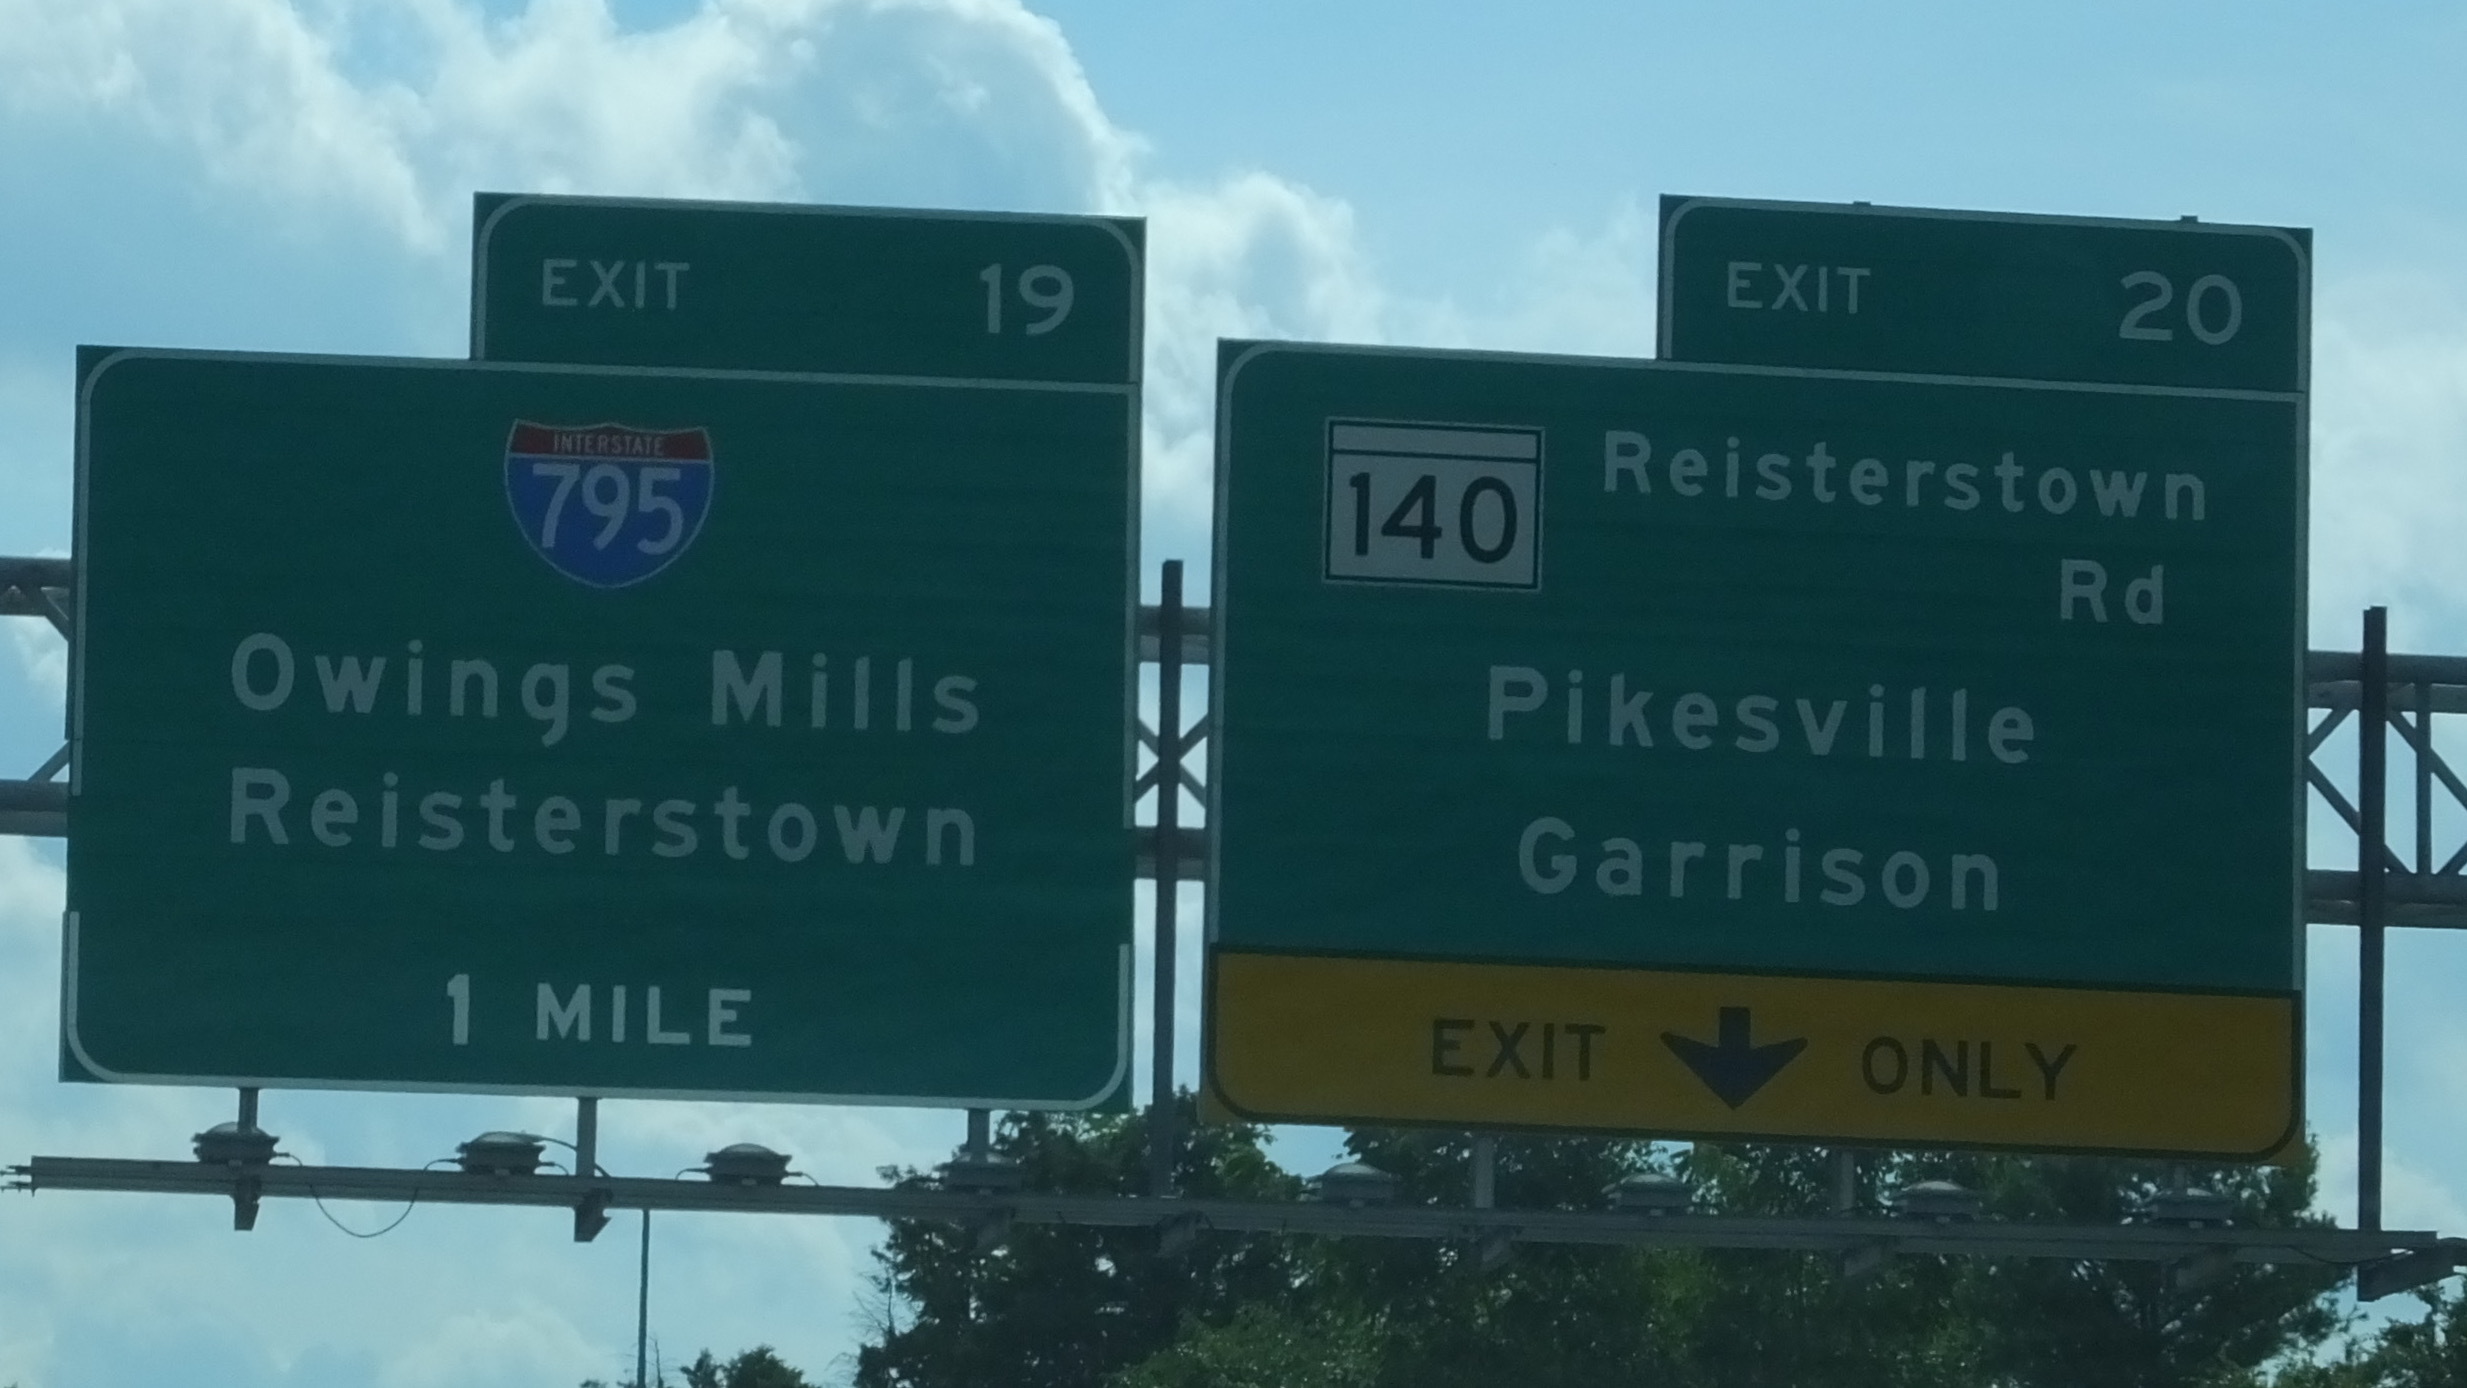 EXIT 19
INTERSTATE
795
Owings Mills
Reisterstown
1 MILE
EXIT 20
140 Reisterstown
Rd
Pikesville
Garrison
EXIT ONLY